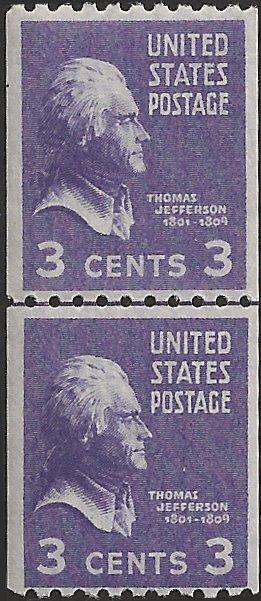 UNITED
STATES
POSTAGE
THOMAS
JEFFERSON
1801-1809
3 CENTS 3
UNITED
STATES
POSTAGE
THOMAS
JEFFERSON
1801-1809
3 CENTS 3